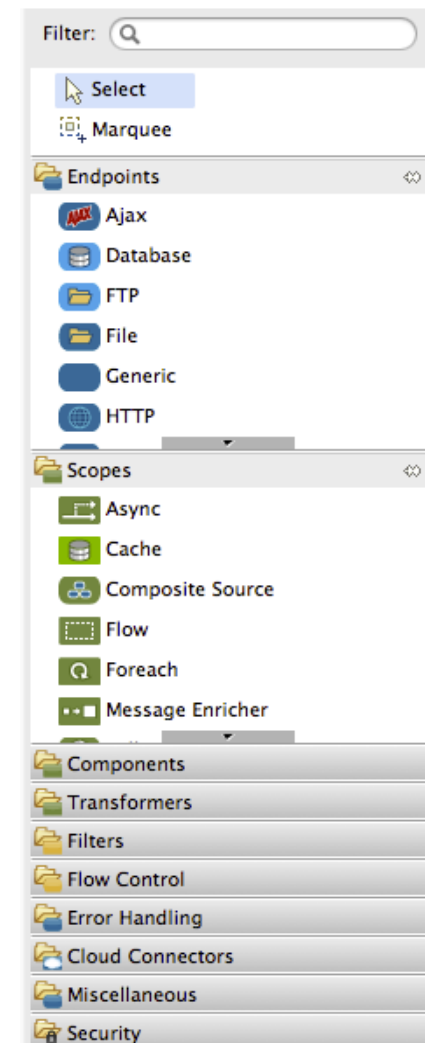 Filter:
Select
Marquee
Endpoints
AJAX Ajax
Database
FTP
File
Generic
HTTP
Scopes
Async
Cache
Composite Source
Flow
Foreach
Message Enricher
Components
Transformers
Filters
Flow Control
Error Handling
Cloud Connectors
Miscellaneous
Security